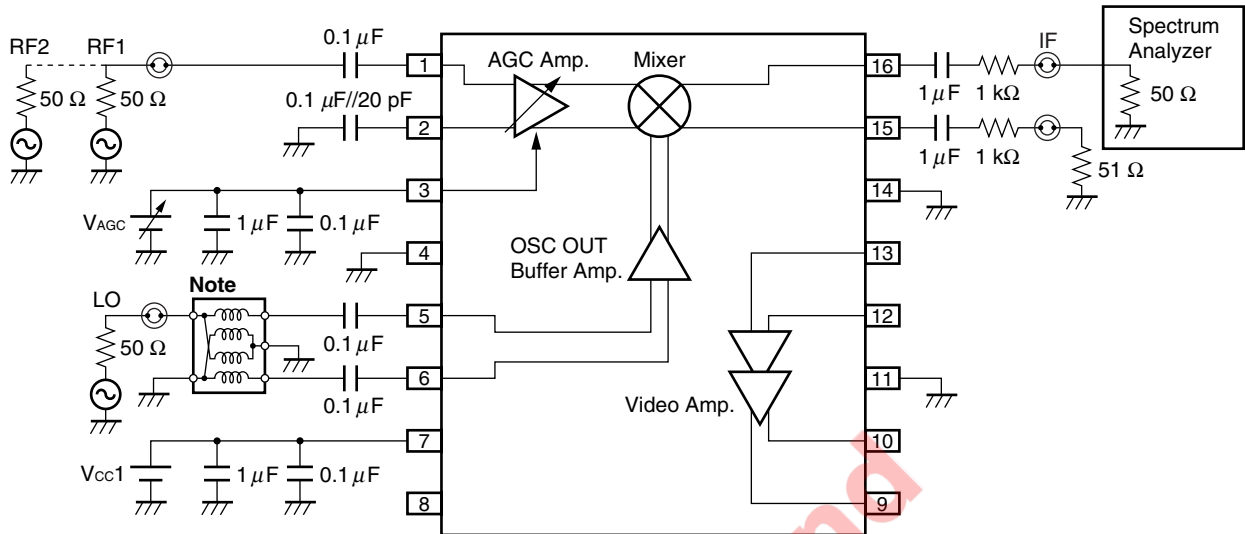 RF2
RF1
50 Ω
50 Ω
0.1 μF
0.1 μF//20 pF
1
2
3
4
5
6
7
8
VAGC
1 μF
0.1 μF
LO
50 Ω
Note
0.1 μF
0.1 μF
VCC1
1 μF
0.1 μF
AGC Amp.
Mixer
OSC OUT
Buffer Amp.
Video Amp.
16
15
14
13
12
11
10
9
1 μF
1 kΩ
IF
1 μF
1 kΩ
51 Ω
Spectrum
Analyzer
50 Ω